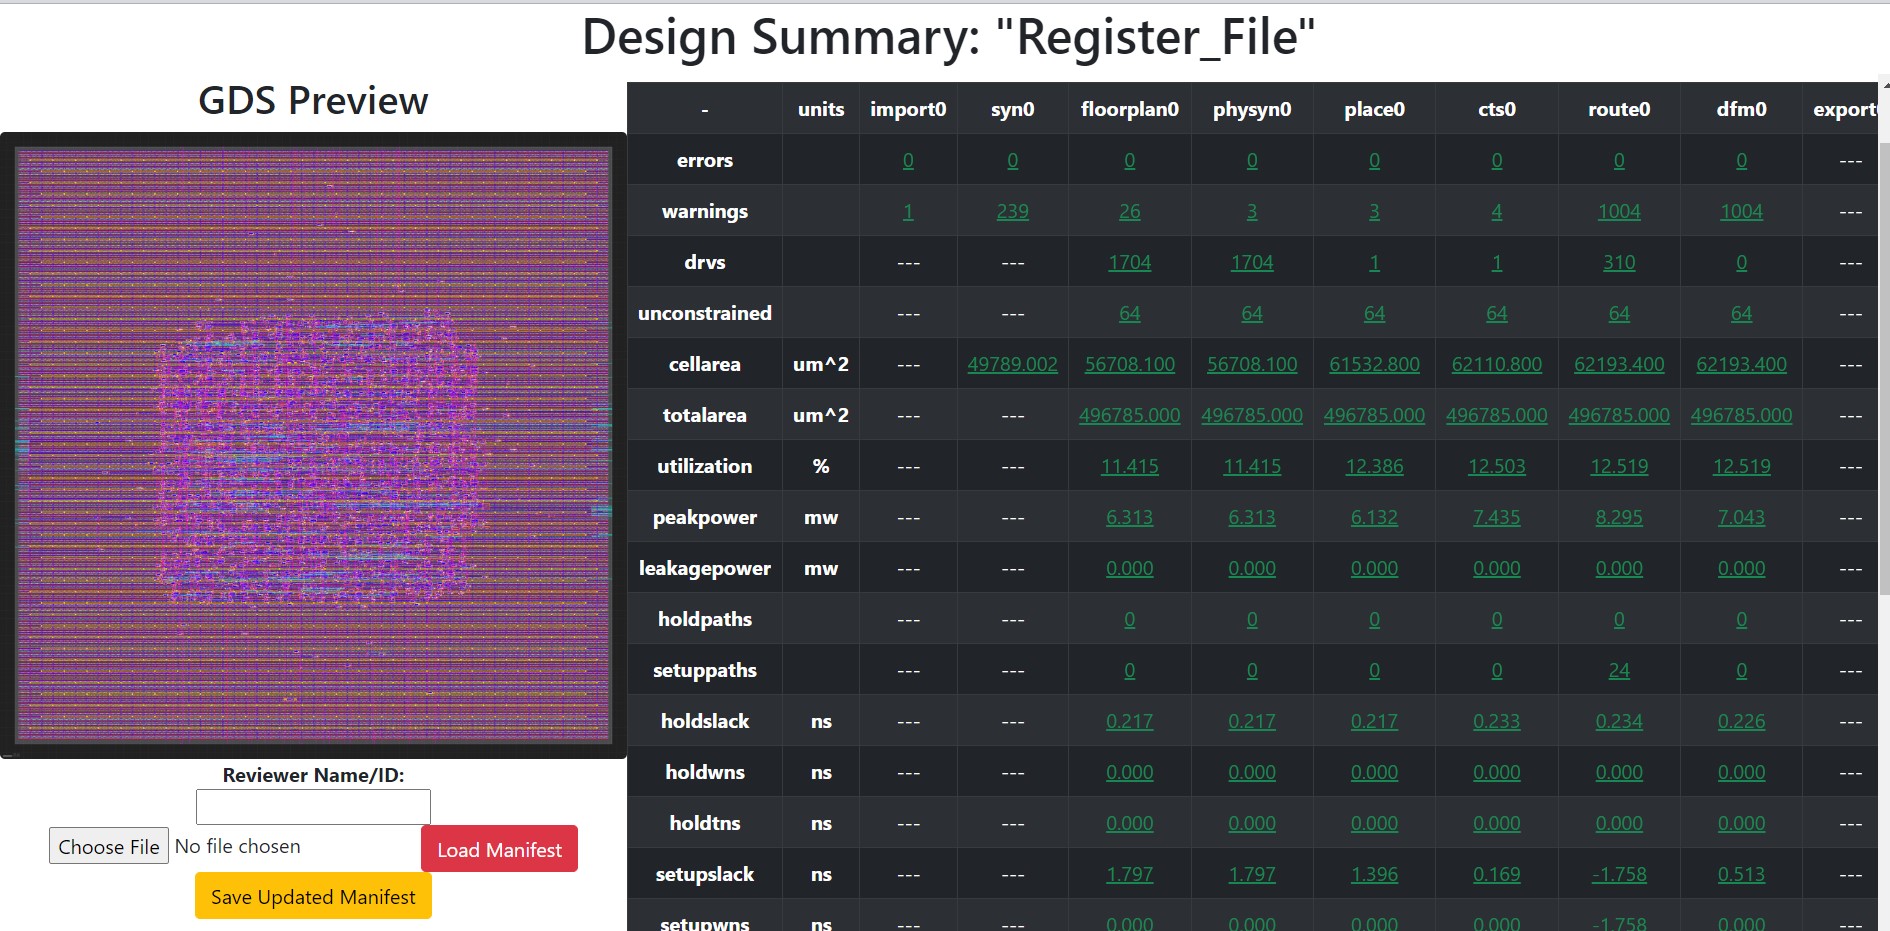 Design Summary: "Register_File"
GDS Preview
Reviewer Name/ID:
Choose File No file chosen Load Manifest
Save Updated Manifest
- units import0 syn0 floorplan0 physyn0 place0 cts0 route0 dfm0 export0
errors 0 0 0 0 0 0 0 0 ---
warnings 1 239 26 3 3 4 1004 1004 ---
drvs --- --- 1704 1704 1 1 310 0 ---
unconstrained --- --- 64 64 64 64 64 64 ---
cellarea um^2 --- 49789.002 56708.100 56708.100 61532.800 62110.800 62193.400 62193.400 ---
totalarea um^2 --- --- 496785.000 496785.000 496785.000 496785.000 496785.000 496785.000 ---
utilization % --- --- 11.415 11.415 12.386 12.503 12.519 12.519 ---
peakpower mw --- --- 6.313 6.313 6.132 7.435 8.295 7.043 ---
leakagepower mw --- --- 0.000 0.000 0.000 0.000 0.000 0.000 ---
holdpaths --- --- 0 0 0 0 0 0 ---
setuppaths --- --- 0 0 0 0 24 0 ---
holdslack ns --- --- 0.217 0.217 0.217 0.233 0.234 0.226 ---
holdwns ns --- --- 0.000 0.000 0.000 0.000 0.000 0.000 ---
holdtns ns --- --- 0.000 0.000 0.000 0.000 0.000 0.000 ---
setupslack ns --- --- 1.797 1.797 1.396 0.169 -1.758 0.513 ---
setupwns ns --- --- 0.000 0.000 0.000 0.000 -1.758 0.000 ---